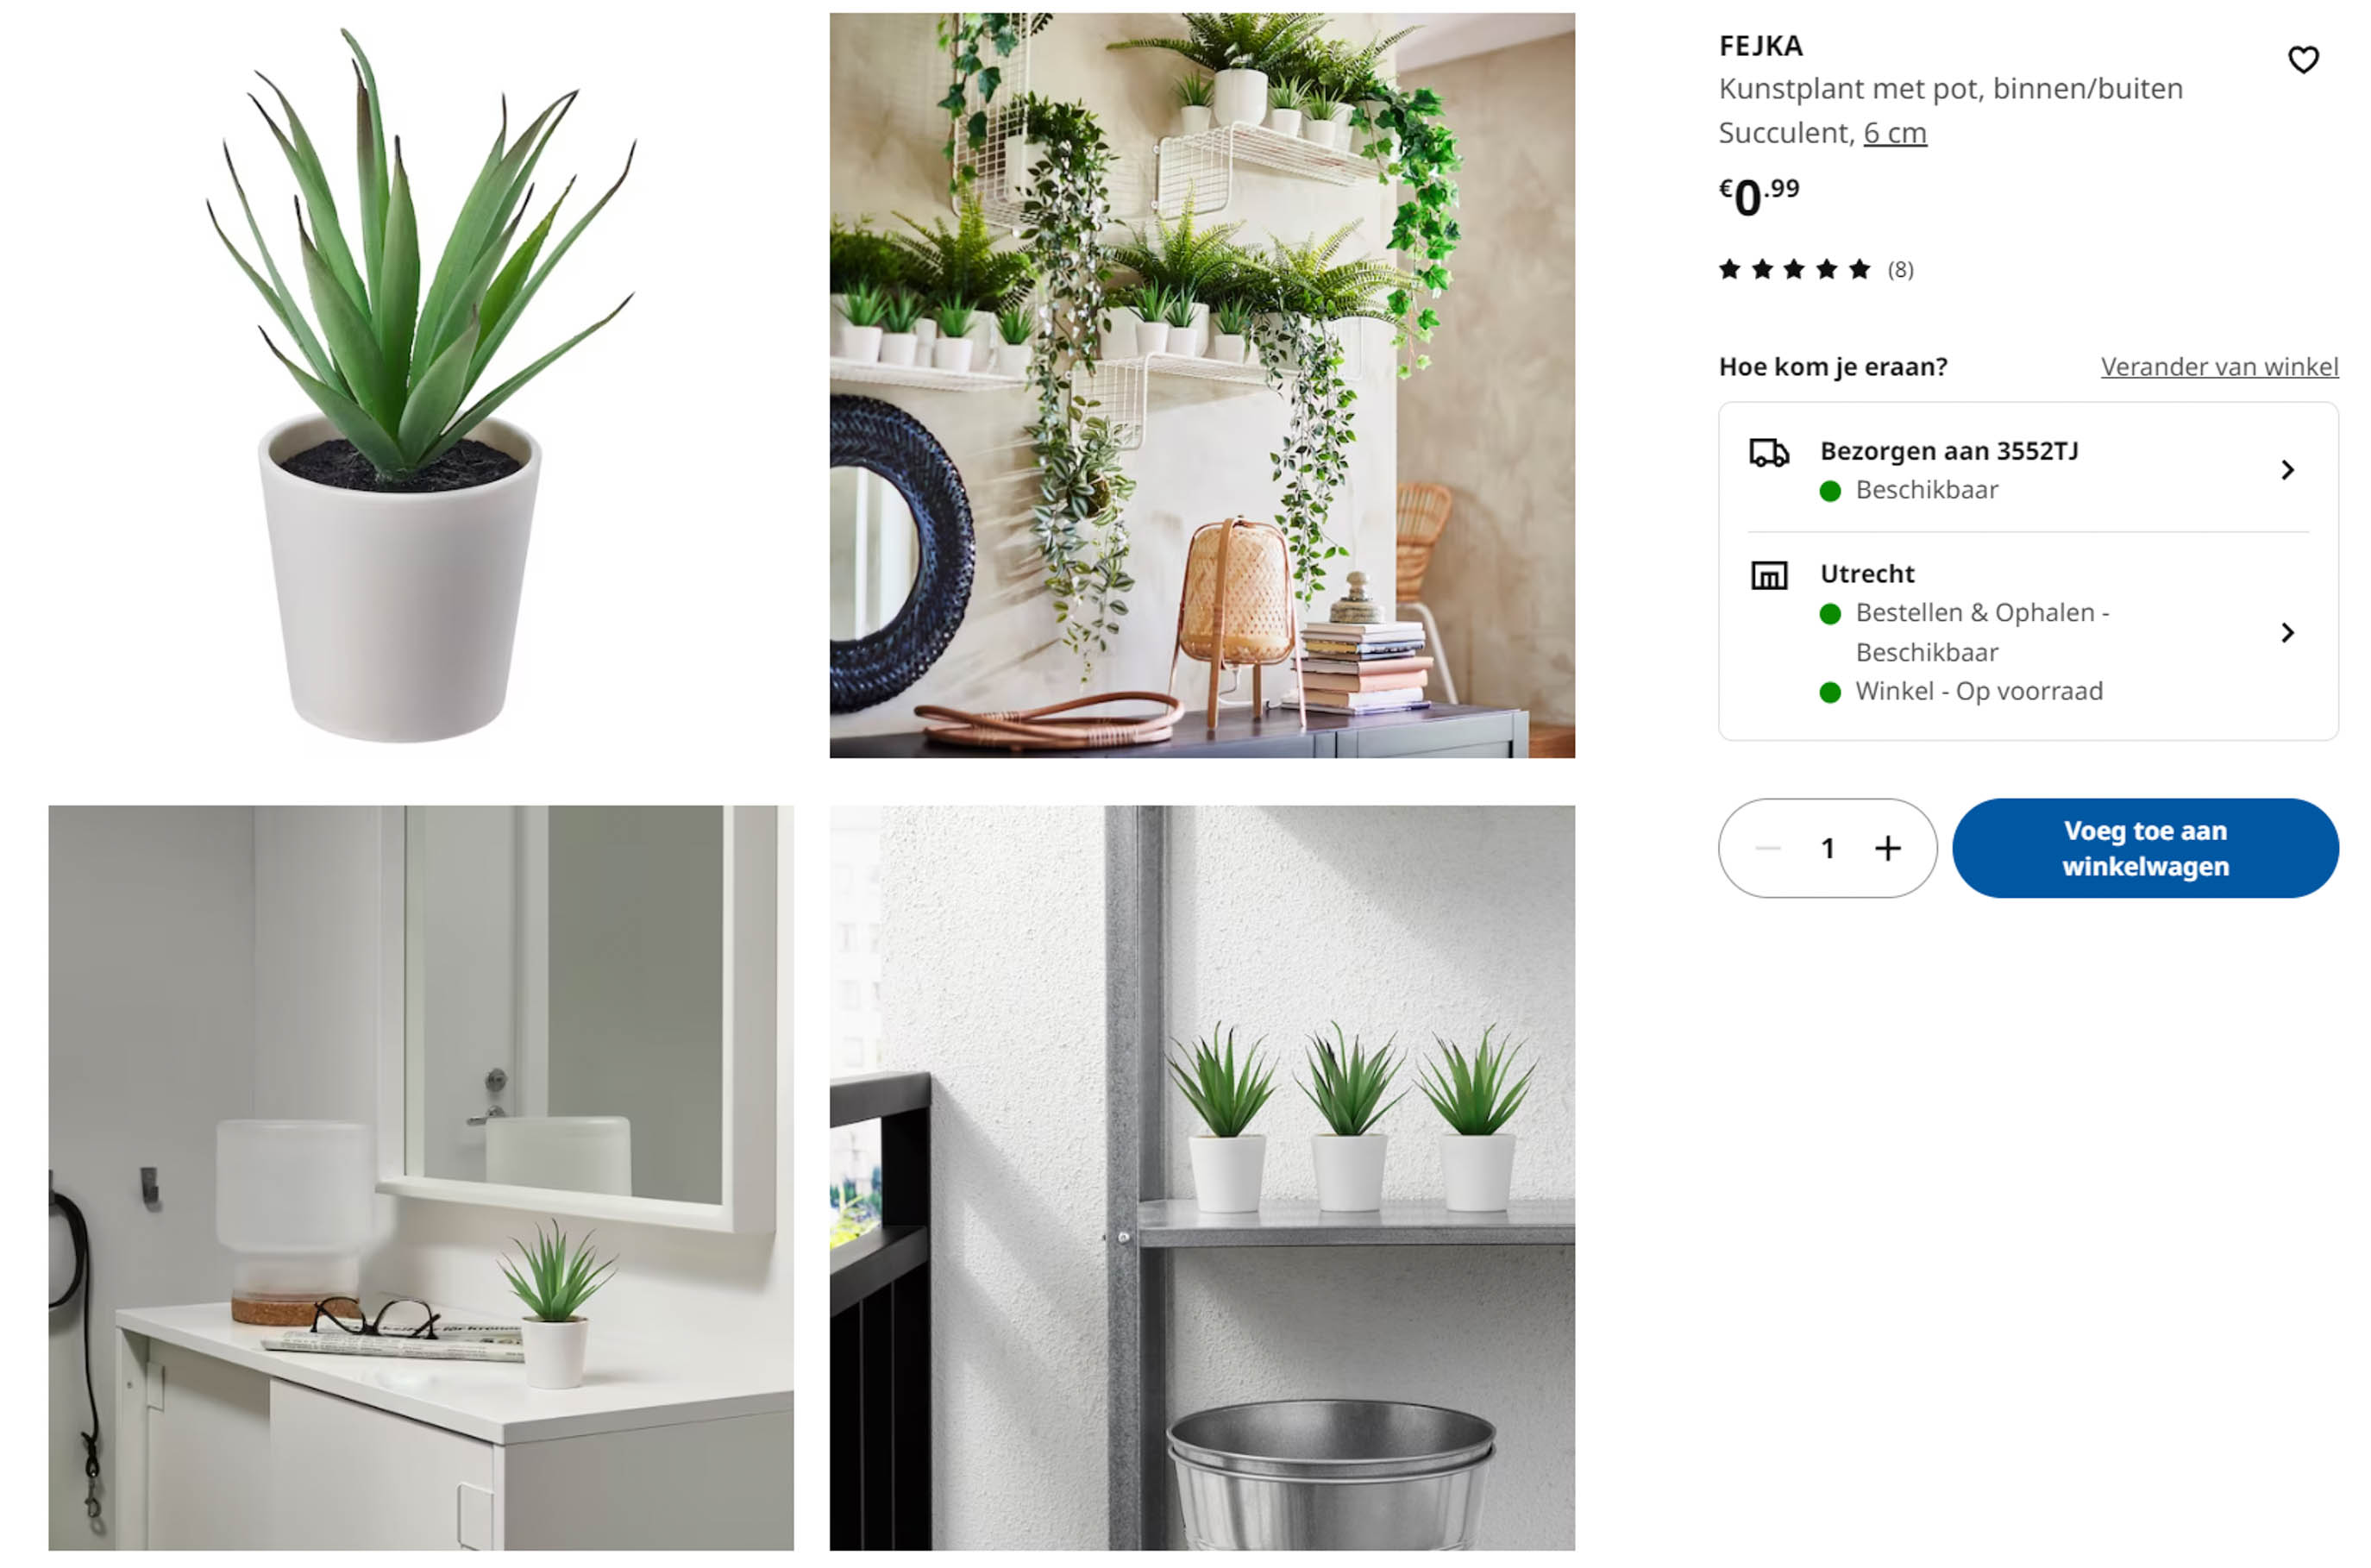 FEJKA
Kunstplant met pot, binnen/buiten
Succulent, 6 cm
€0.99
(8)
Hoe kom je eraan?
Verander van winkel
Bezorgen aan 3552TJ
Beschikbaar
Utrecht
Bestellen & Ophalen -
Beschikbaar
Winkel - Op voorraad
1
Voeg toe aan
winkelwagen